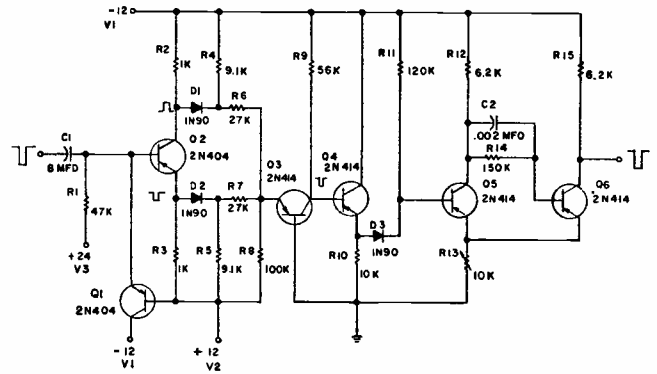 -12
V1
R2
1K
R4
9.1K
R9
56K
R11
120K
R12
6.2K
R15
6.2K
D1
1N90
R6
27K
C1
8 MFD
Q2
2N404
C2
.002 MFD
R14
150K
R1
47K
D2
1N90
R7
27K
Q3
2N414
Q4
2N414
Q5
2N414
Q6
2N414
+24
V3
R3
1K
R5
9.1K
R8
100K
D3
1N90
R10
10K
R13
10K
Q1
2N404
-12
V1
+12
V2